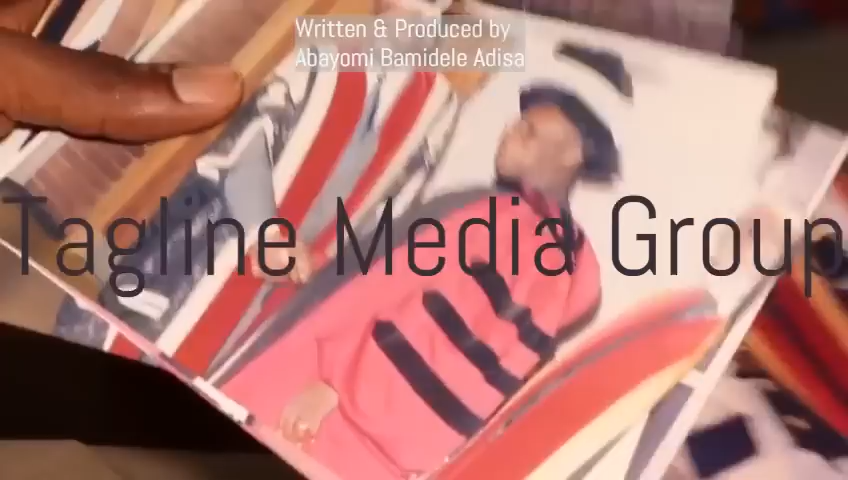 Written & Produced by
Abayomi Bamidele Adisa
Tagline Media Group